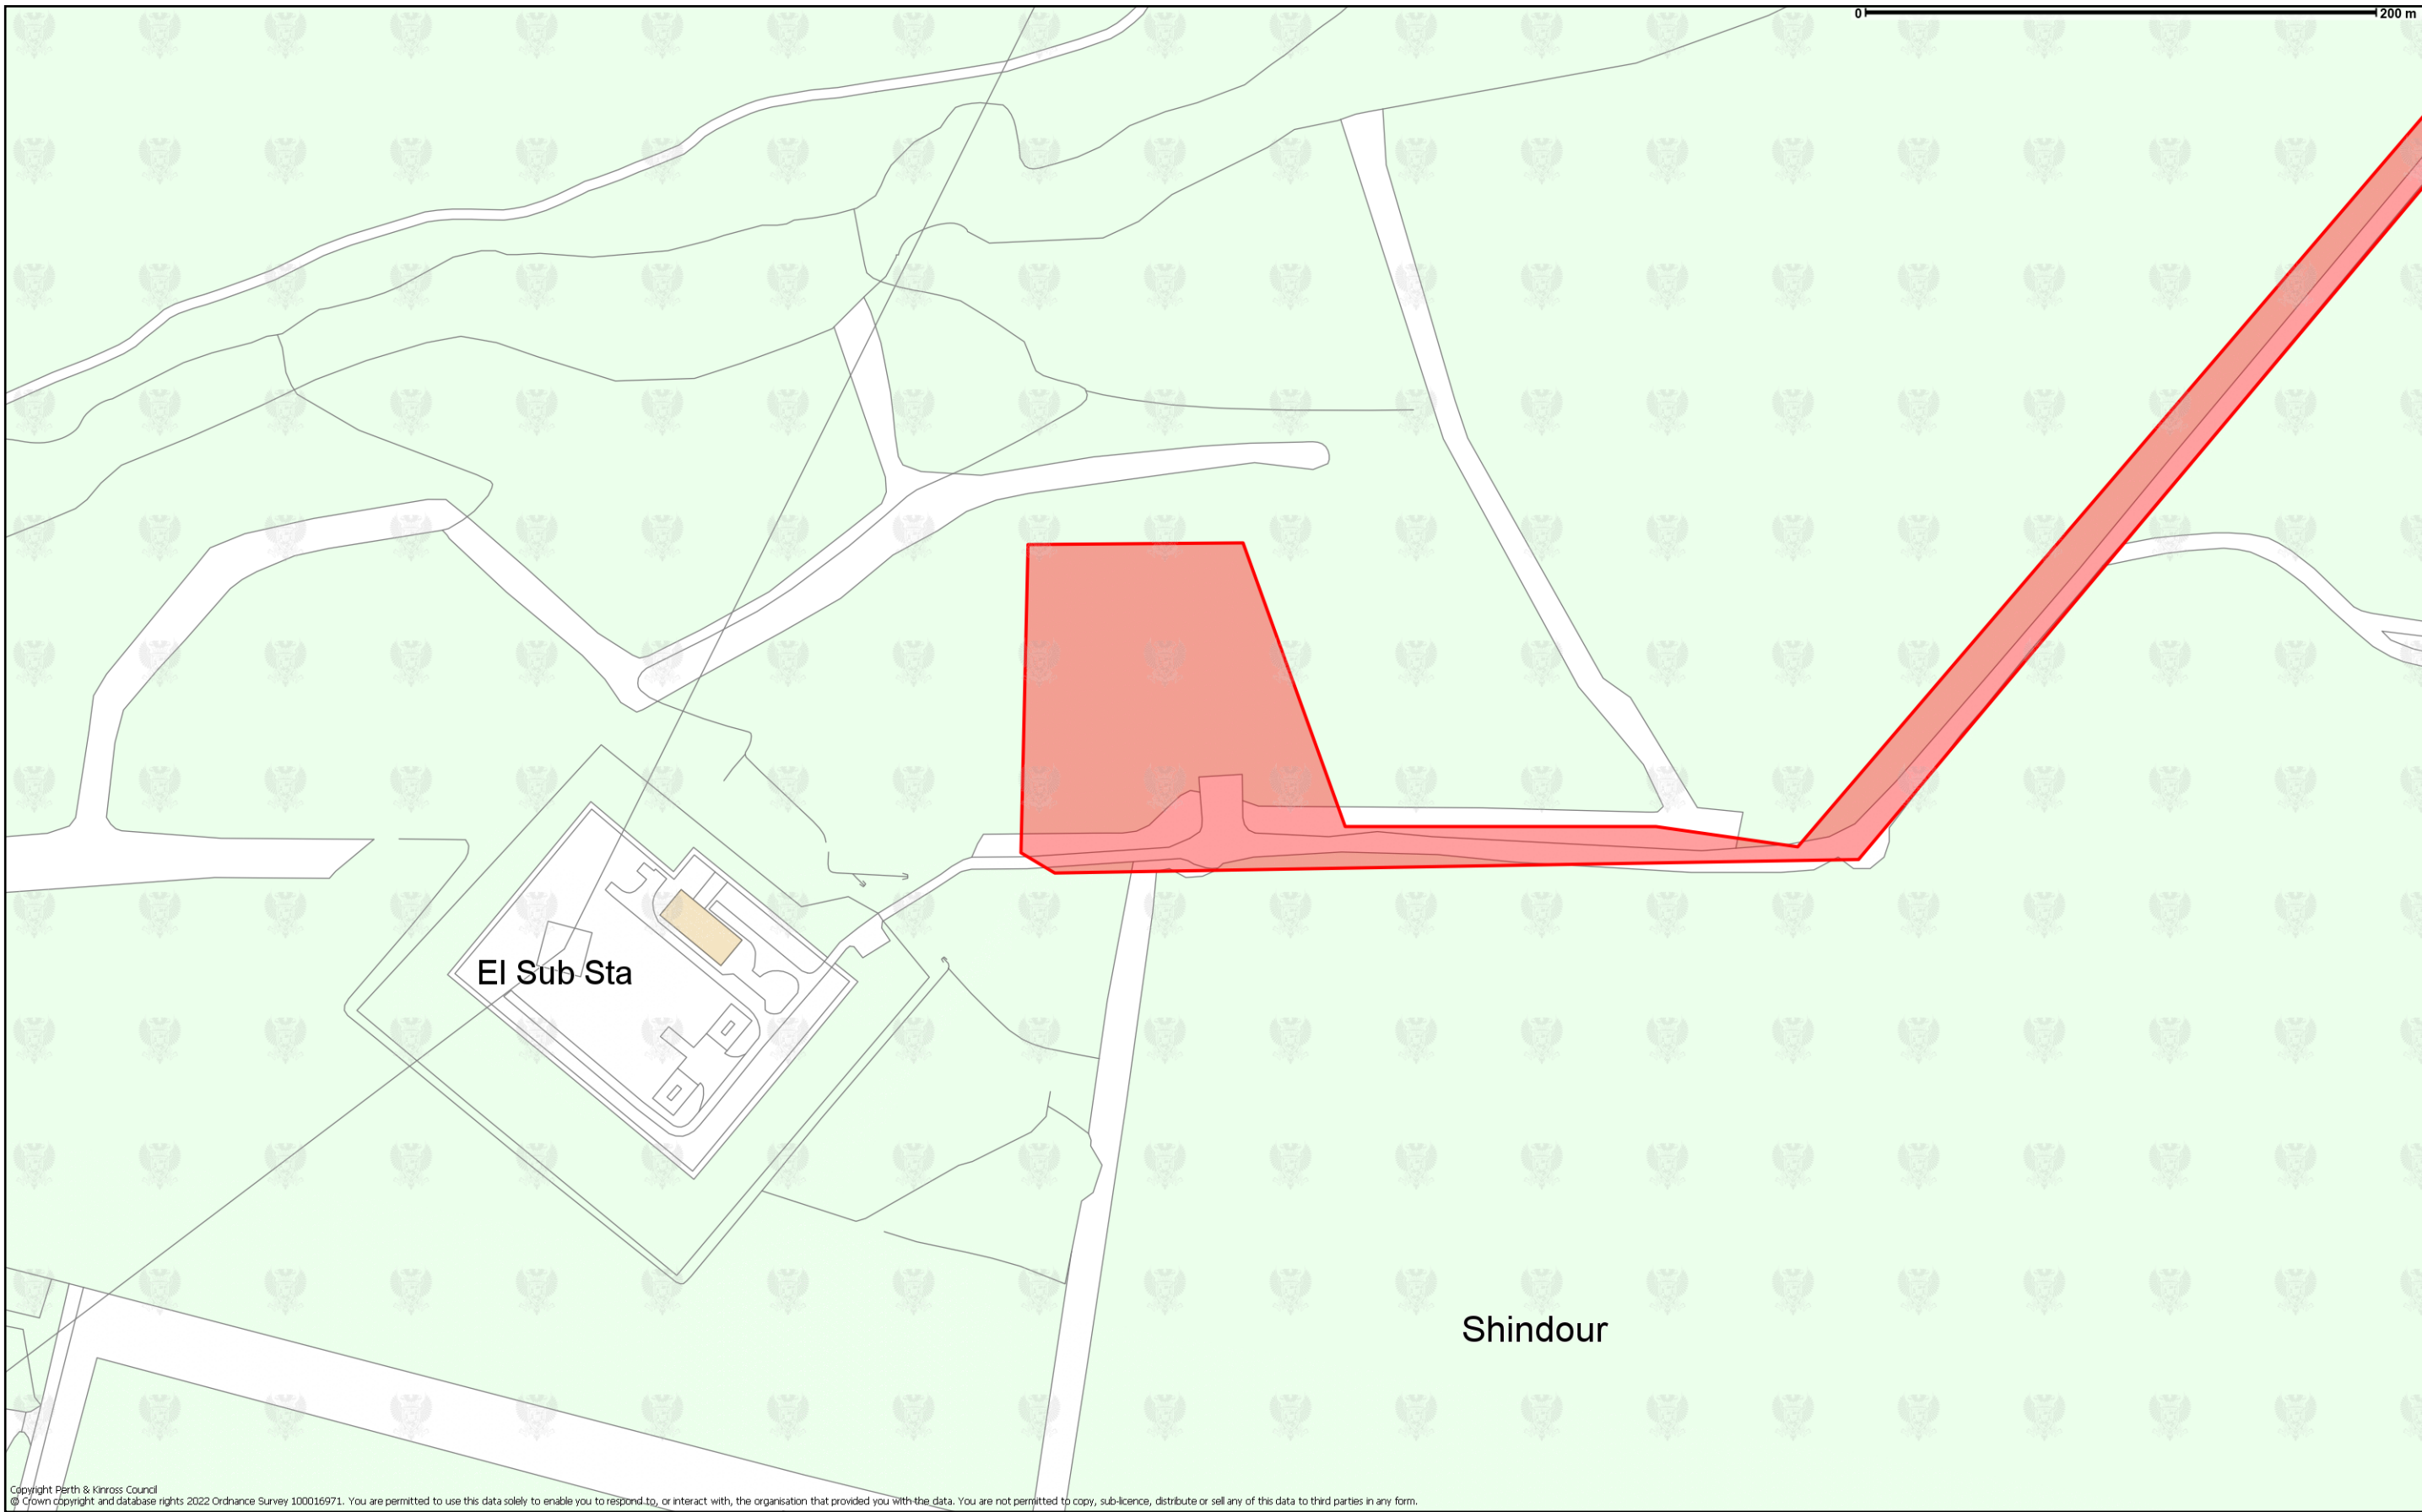 0 200 m
El Sub Sta
Shindour
Copyright Perth & Kinross Council
© Crown copyright and database rights 2022 Ordnance Survey 100016971. You are permitted to use this data solely to enable you to respond to, or interact with, the organisation that provided you with the data. You are not permitted to copy, sub-licence, distribute or sell any of this data to third parties in any form.